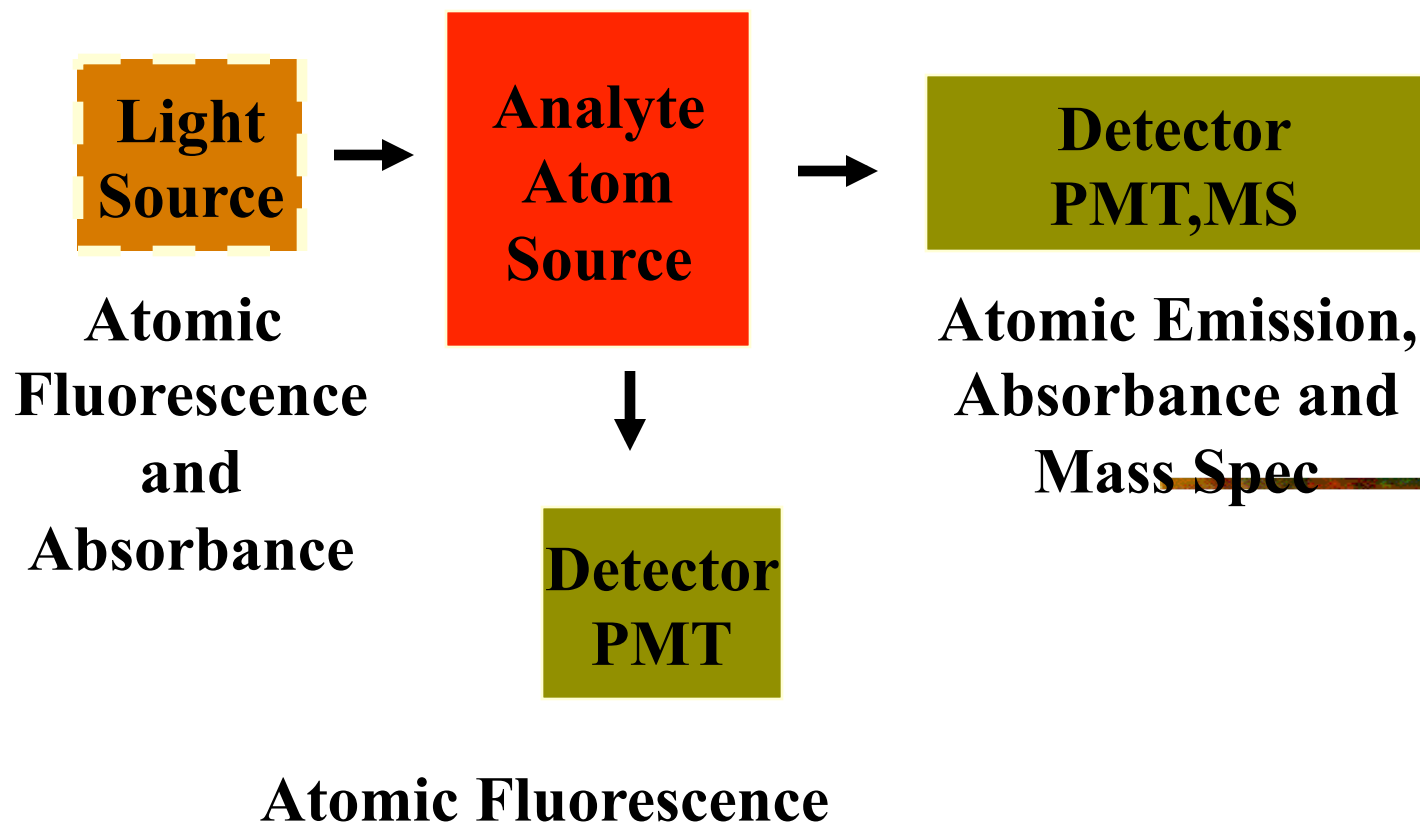 Light
Source
Analyte
Atom
Source
Detector
PMT,MS
Atomic
Fluorescence
and
Absorbance
Atomic Emission,
Absorbance and
Mass Spec
Detector
PMT
Atomic Fluorescence